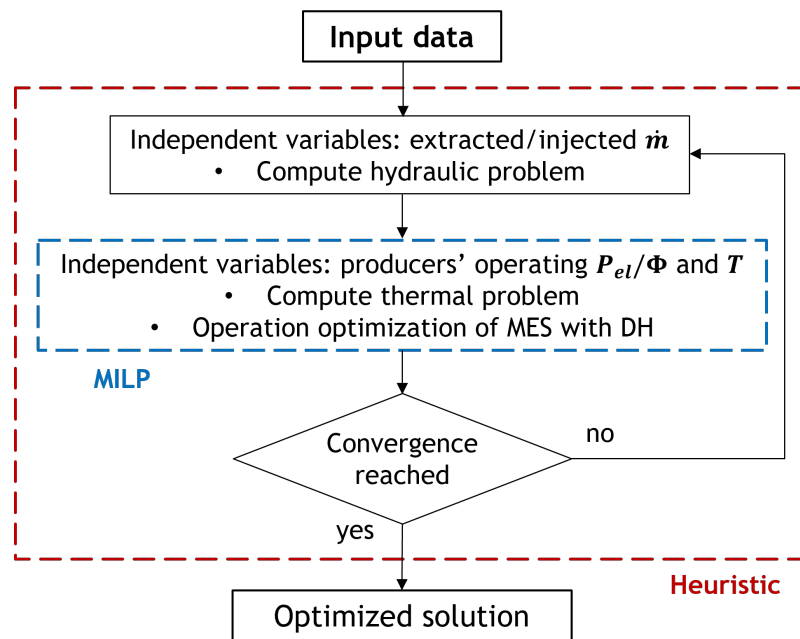 Input data
Independent variables: extracted/injected ṁ
• Compute hydraulic problem
Independent variables: producers’ operating P_el/Φ and T
• Compute thermal problem
• Operation optimization of MES with DH
MILP
Convergence
reached
no
yes
Heuristic
Optimized solution